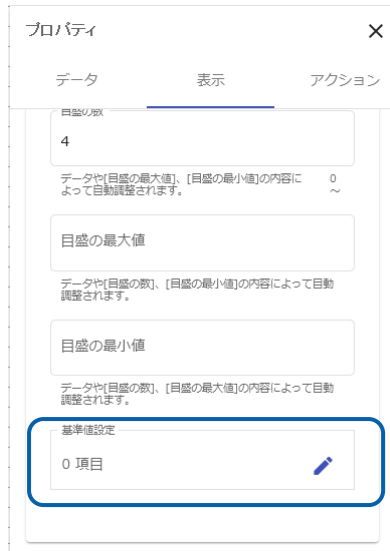 プロパティ
データ 表示 アクション
目盛の数
4
データや[目盛の最大値]、[目盛の最小値]の内容に 0
よって自動調整されます。 ～
目盛の最大値
データや[目盛の数]、[目盛の最小値]の内容によって自動
調整されます。
目盛の最小値
データや[目盛の数]、[目盛の最大値]の内容によって自動
調整されます。
基準値設定
0 項目